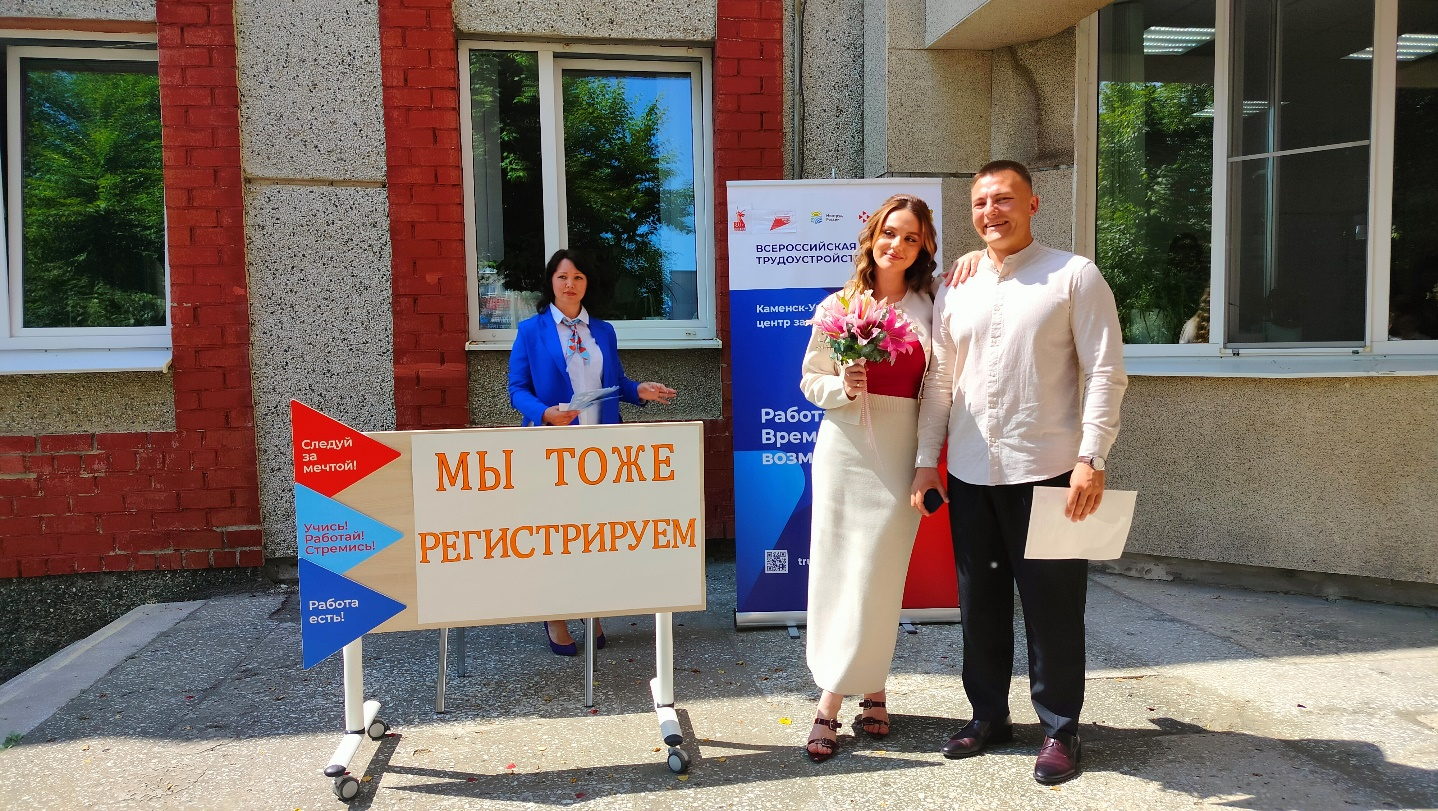 Следуй
за
мечтой!
Учись!
Работай!
Стремись!
Работа
есть!
МЫ ТОЖЕ
РЕГИСТРИРУЕМ
ВСЕРОССИЙСКАЯ
ТРУДОУСТРОЙСТ
Каменск-У
центр за
Работа
Врем
возм
tru